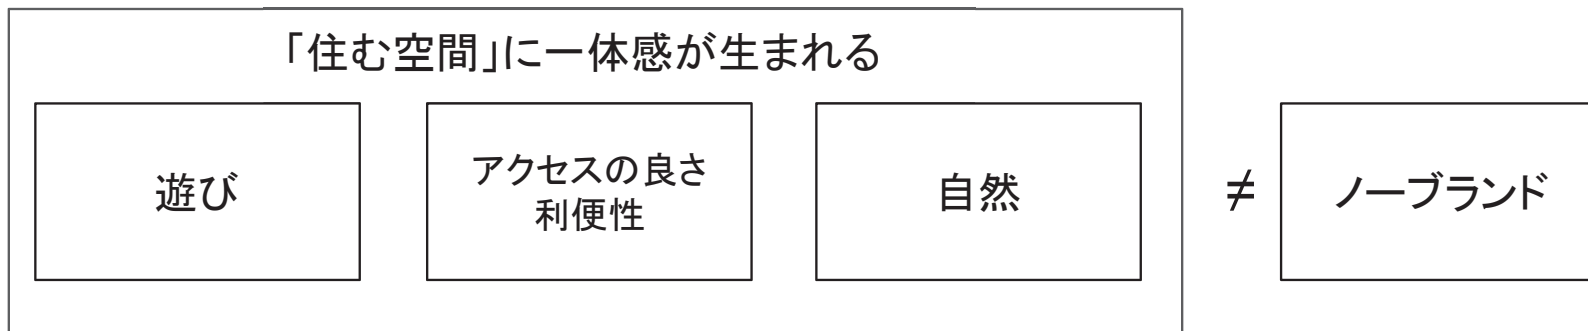 「住む空間」に一体感が生まれる
遊び
アクセスの良さ
利便性
自然
≠
ノーブランド